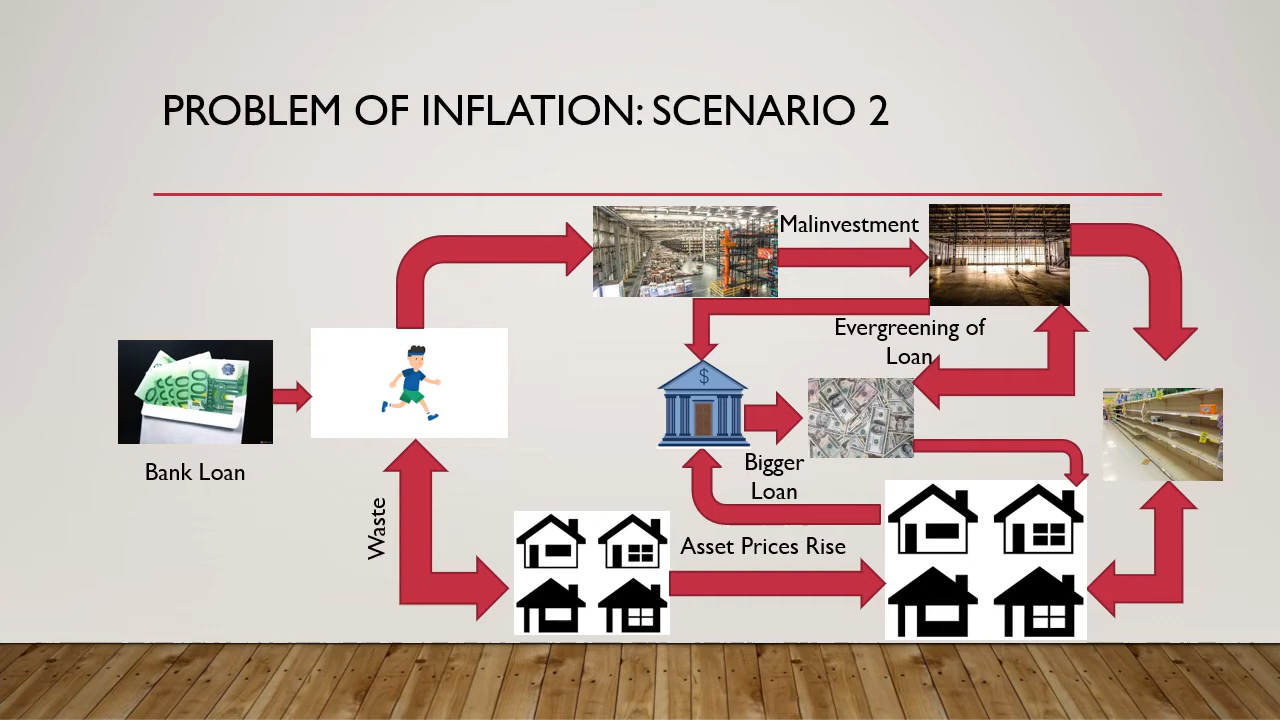 PROBLEM OF INFLATION: SCENARIO 2
Malinvestment
Evergreening of
Loan
$
Bank Loan
Bigger
Loan
Waste
Asset Prices Rise